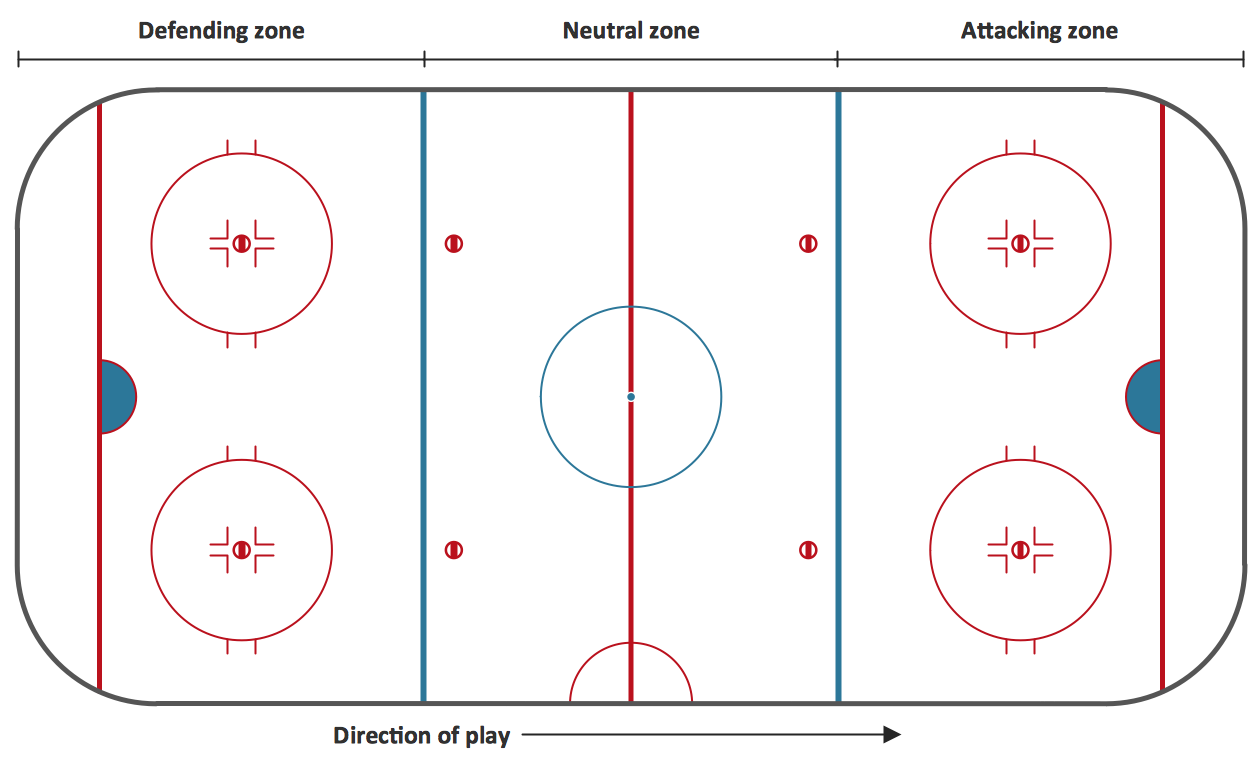 Defending zone
Neutral zone
Attacking zone
Direction of play